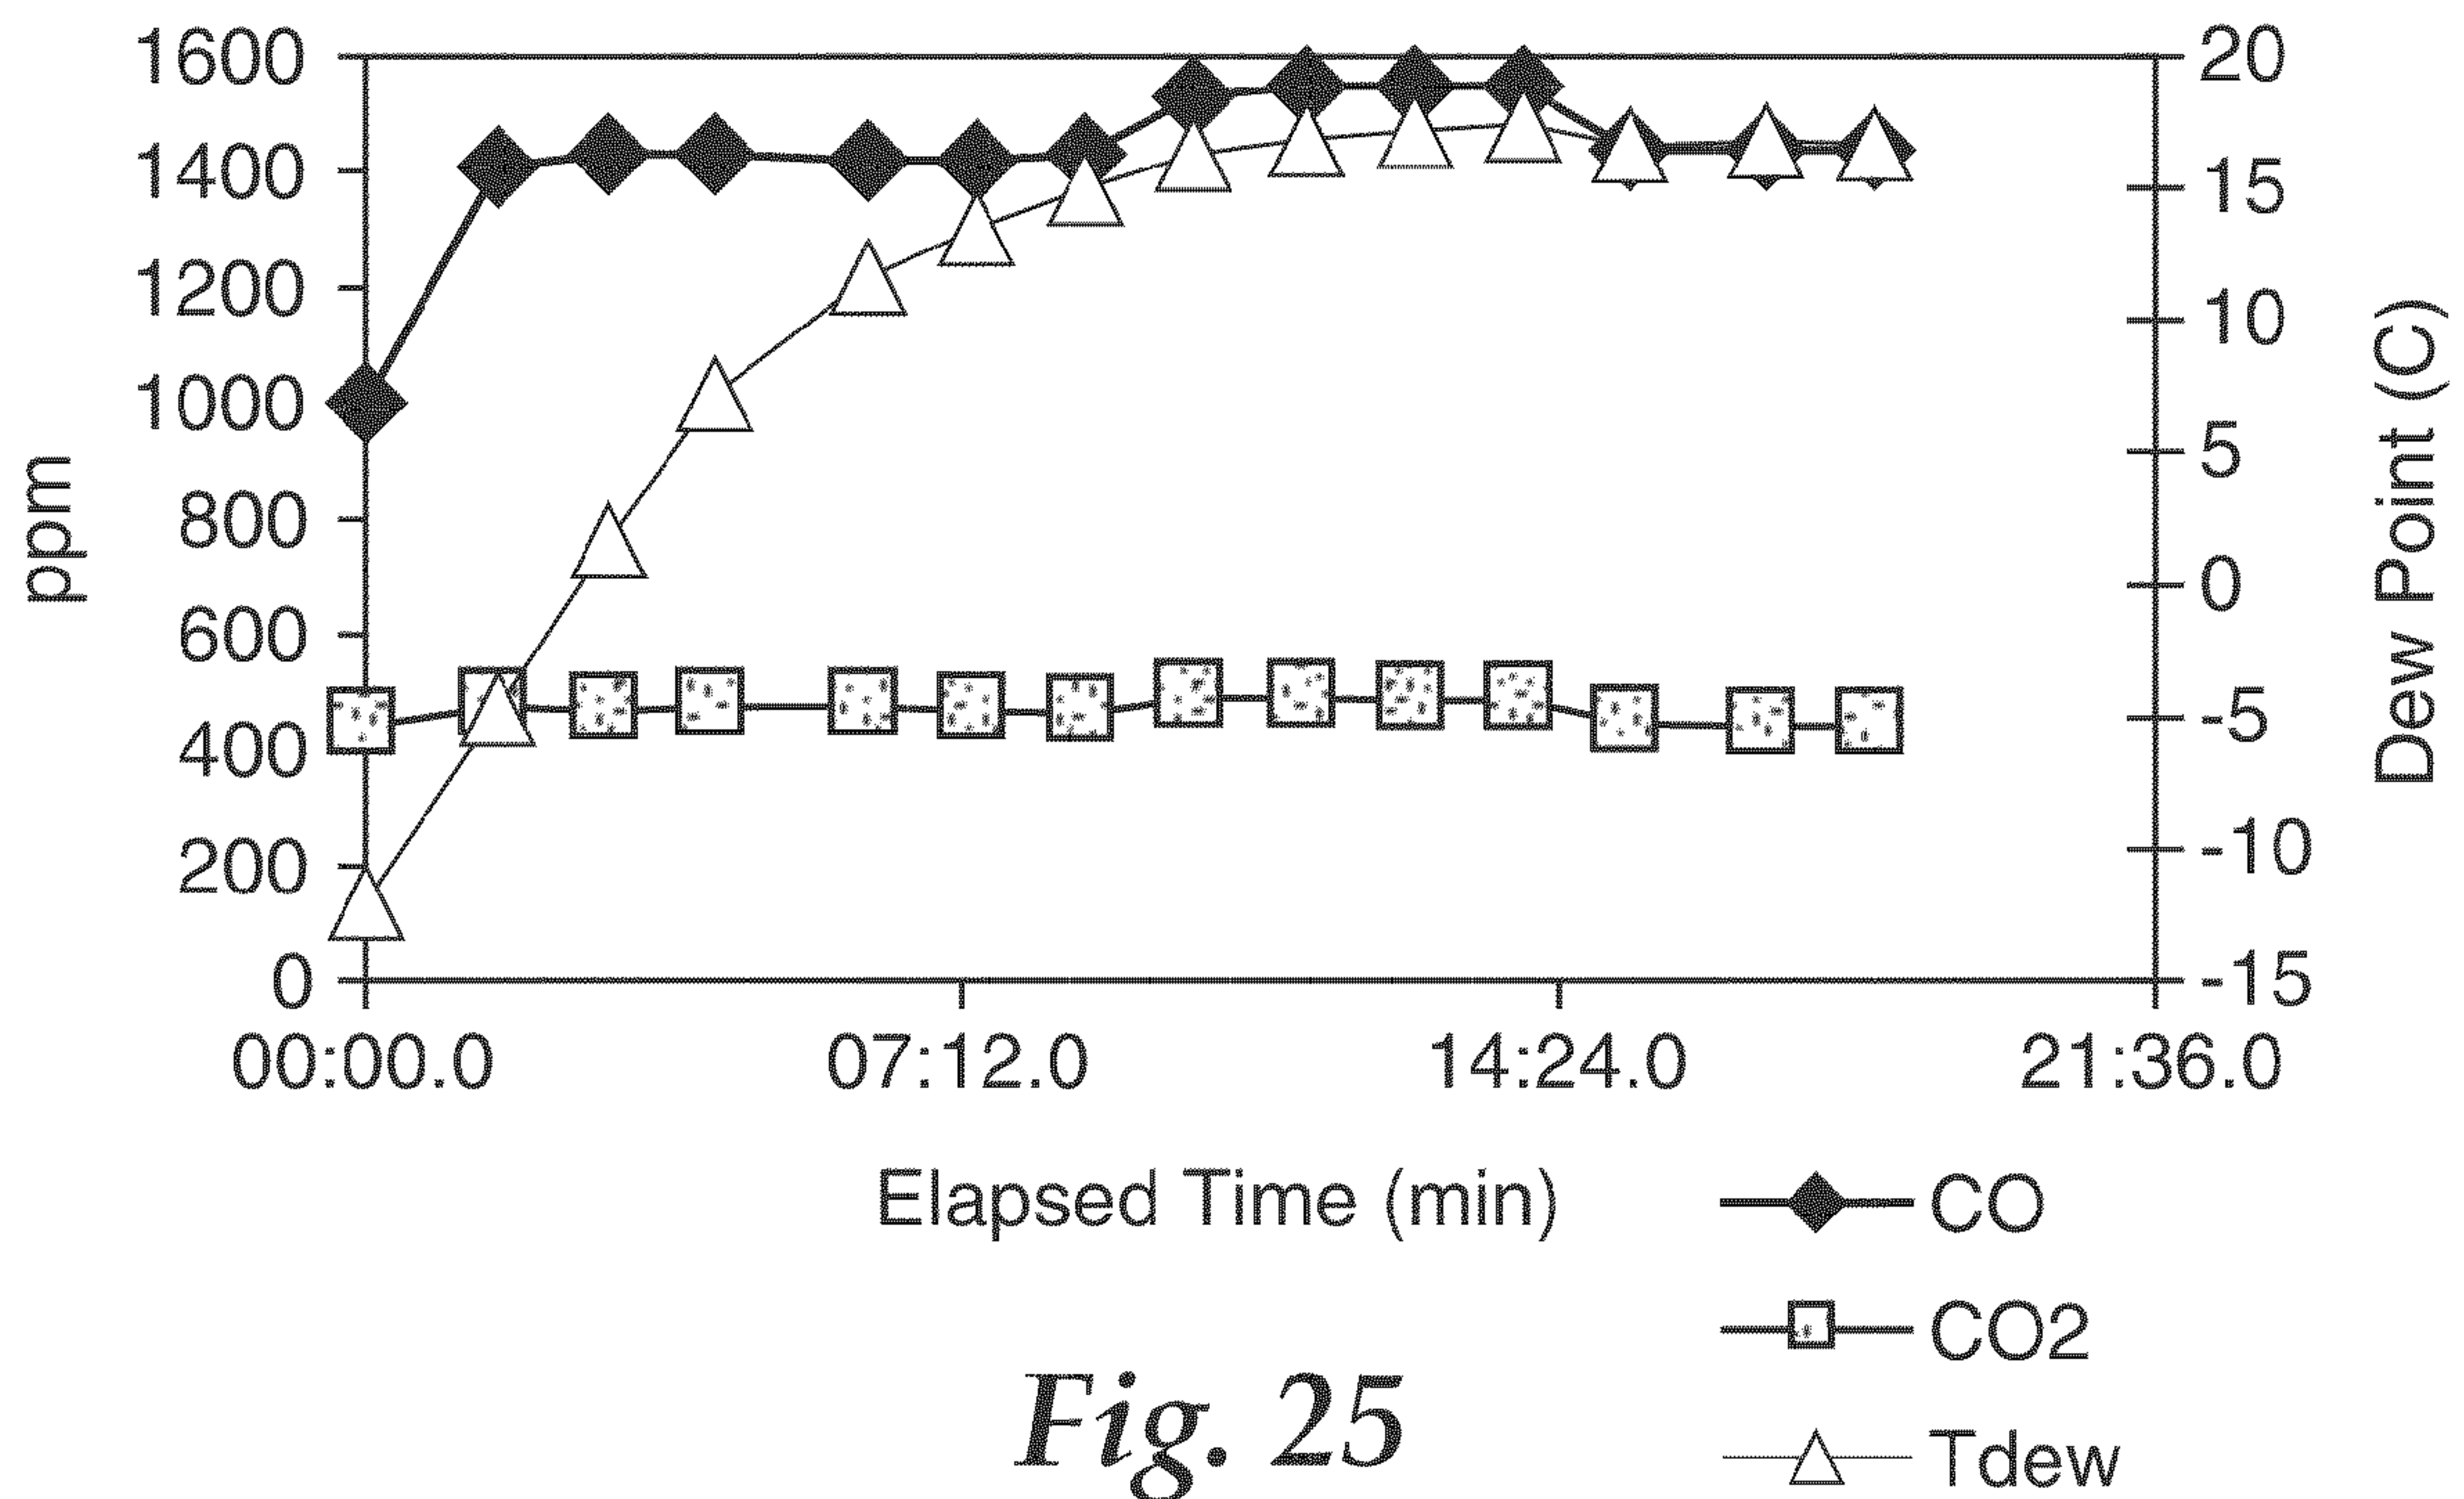 1600
1400
1200
1000
800
600
400
200
0
ppm
20
15
10
5
0
-5
-10
-15
Dew Point (C)
00:00.0 07:12.0 14:24.0 21:36.0
Elapsed Time (min)
CO
CO2
Tdew
Fig. 25